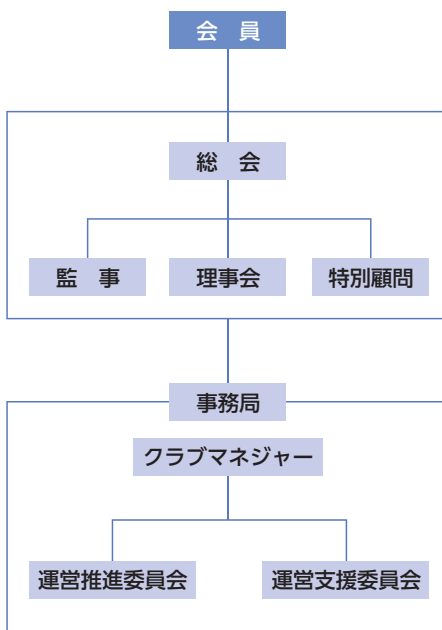 会　員
総　会
監　事
理事会
特別顧問
事務局
クラブマネジャー
運営推進委員会
運営支援委員会